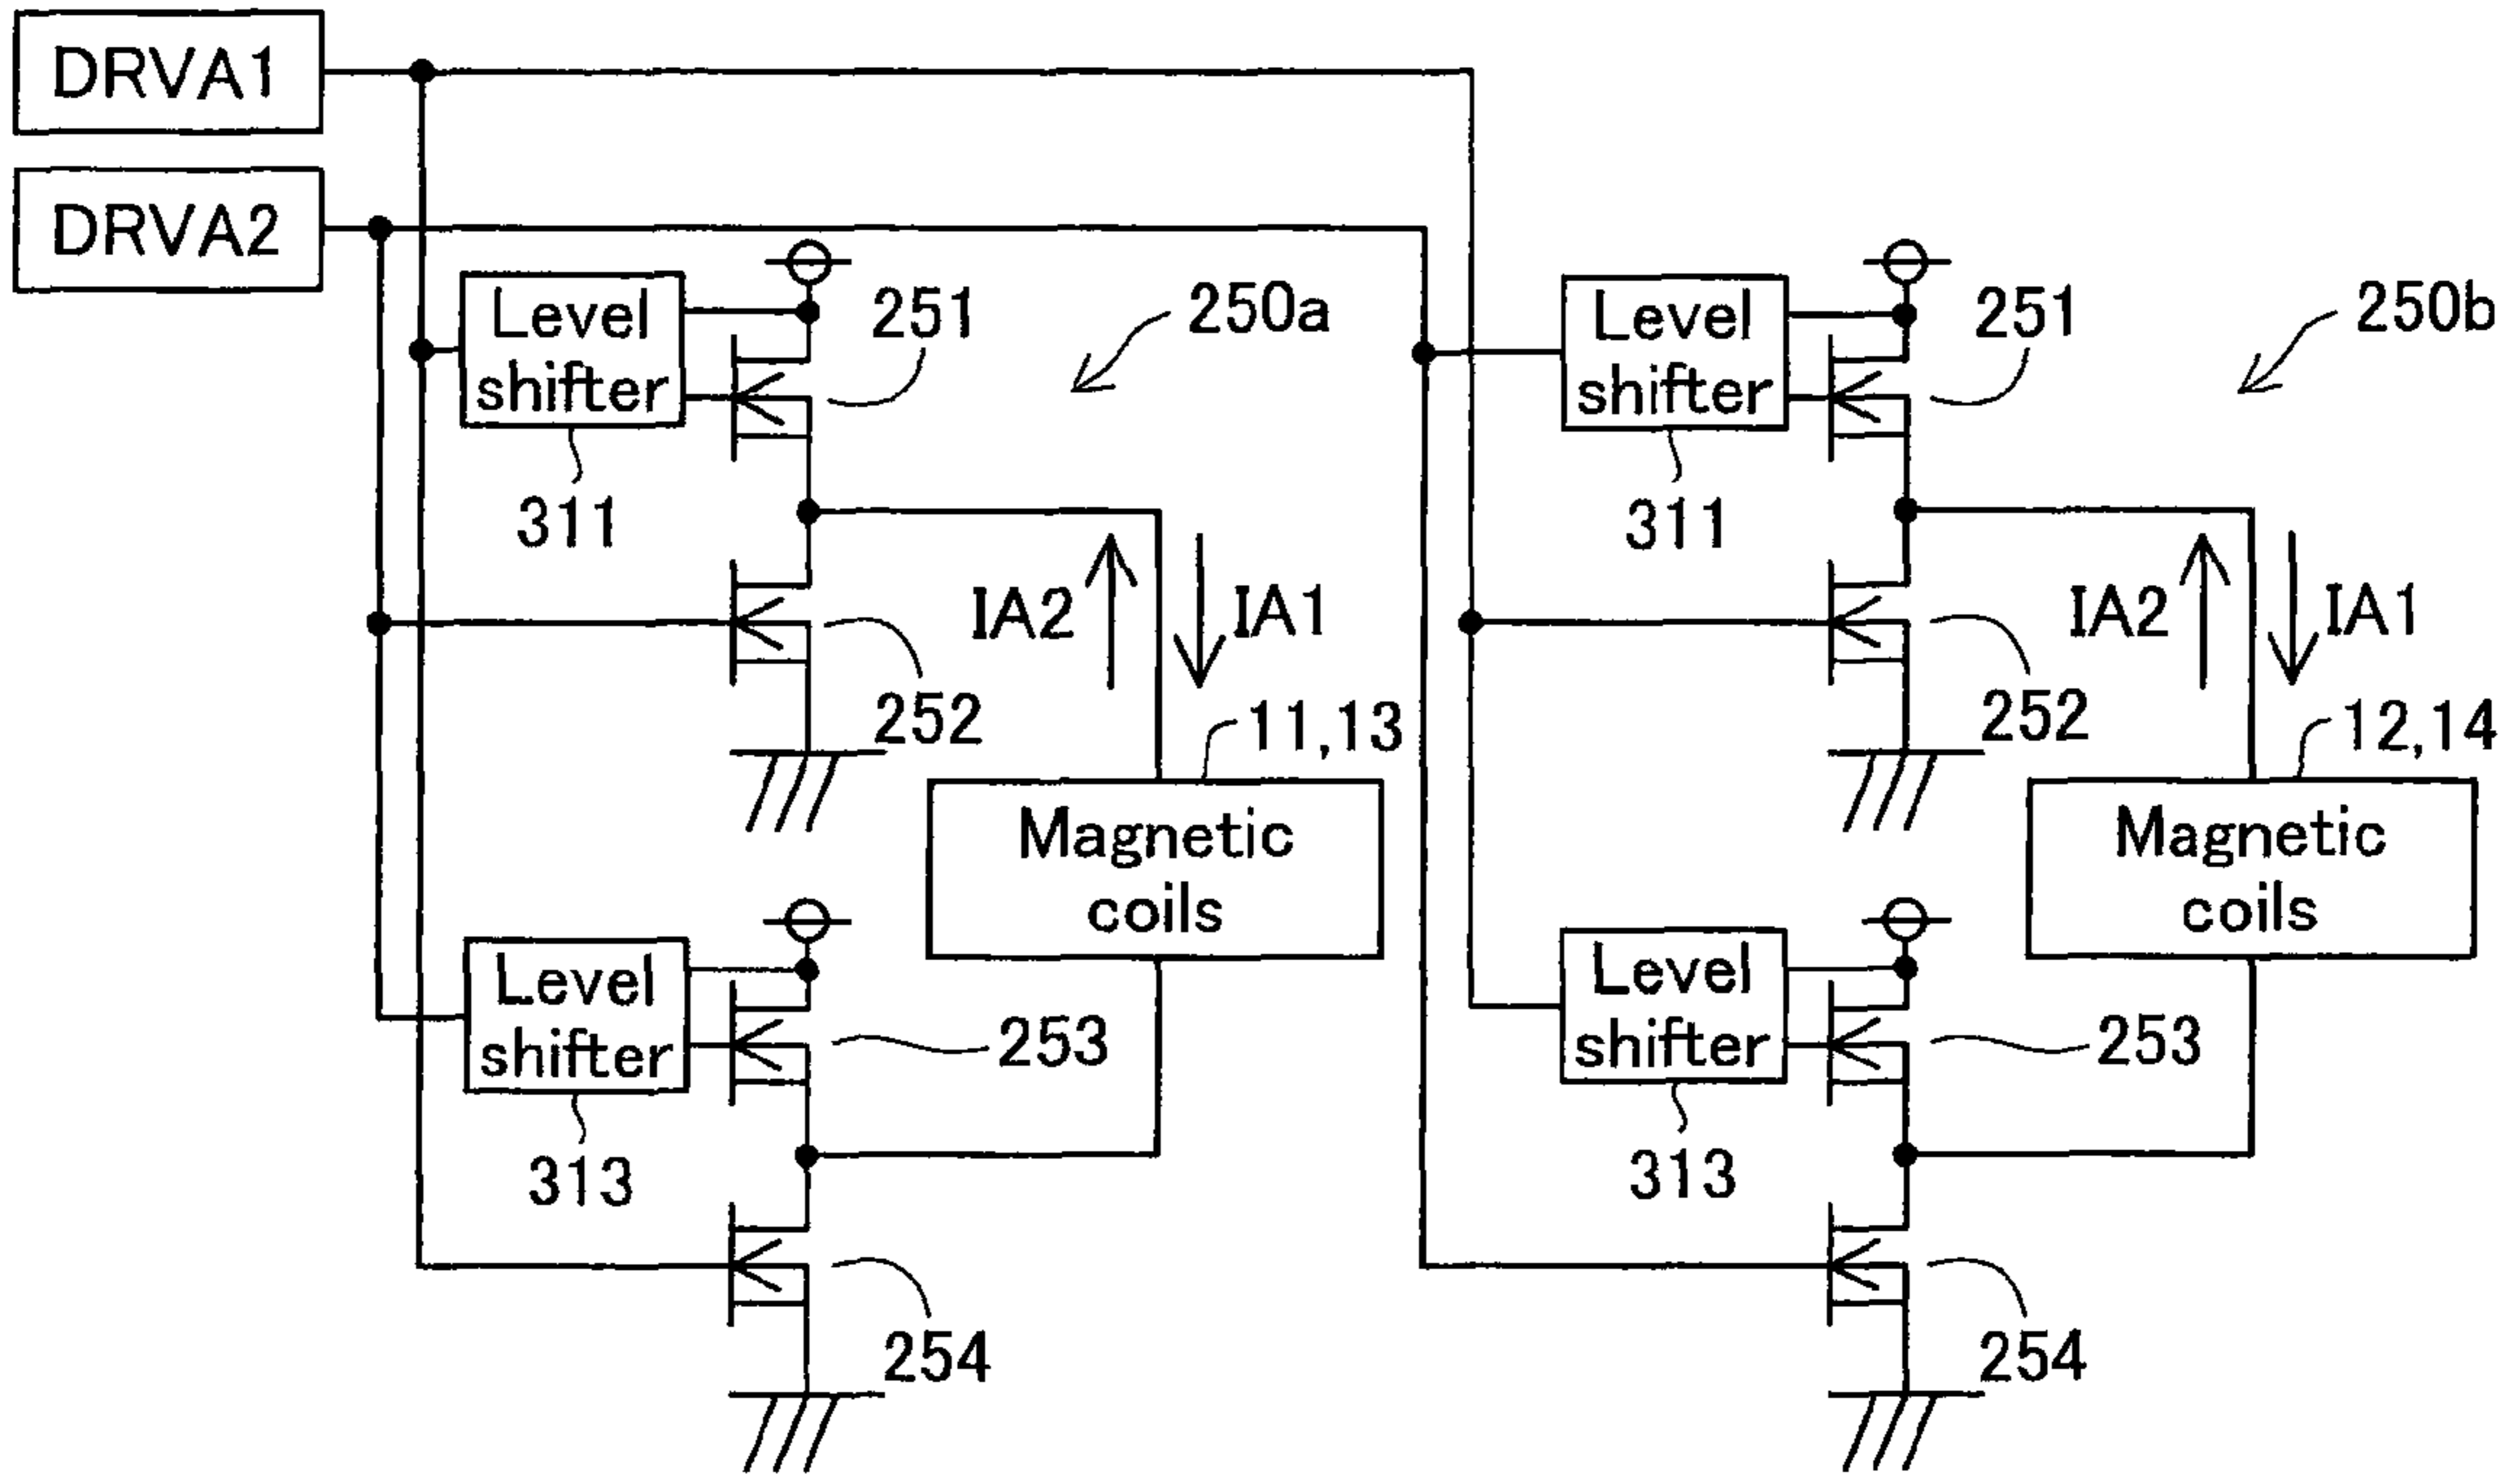 DRVA1
DRVA2
Level
shifter
311
251
250a
Level
shifter
311
251
250b
IA2
IA1
252
11,13
Magnetic
coils
IA2
IA1
252
12,14
Magnetic
coils
Level
shifter
313
253
254
Level
shifter
313
253
254